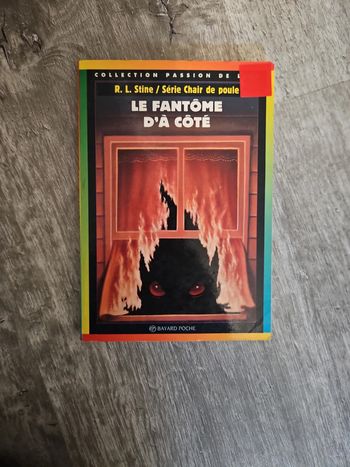 COLLECTION PASSION DE L
R. L. Stine / Série Chair de poule
LE FANTÔME
D'À CÔTÉ
BAYARD POCHE